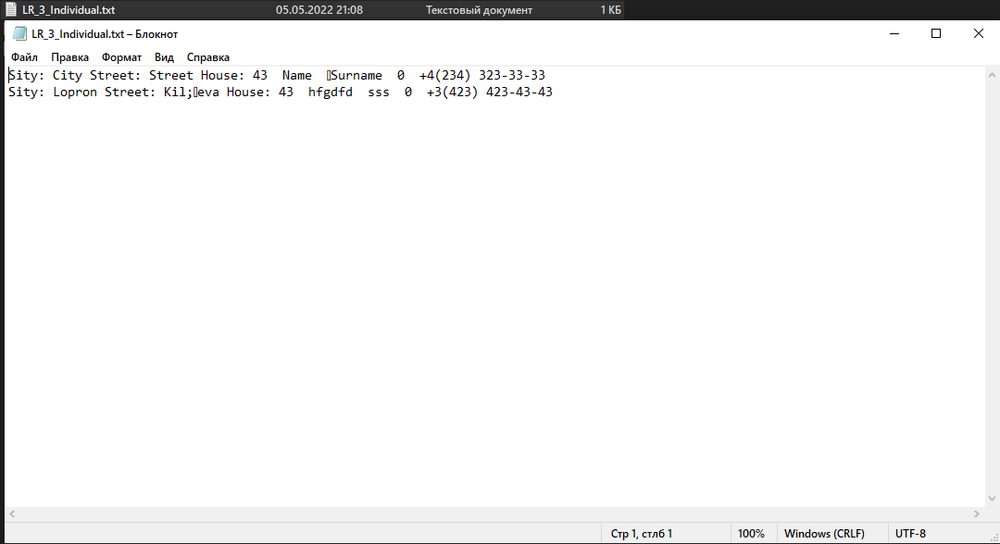 LR_3_Individual.txt 05.05.2022 21:08 Текстовый документ 1 КБ
LR_3_Individual.txt – Блокнот
Файл Правка Формат Вид Справка
Sity: City Street: Street House: 43  Name  Surname  0  +4(234) 323-33-33
Sity: Lopron Street: Kil;eva House: 43  hfgdfd  sss  0  +3(423) 423-43-43
Стр 1, стлб 1 100% Windows (CRLF) UTF-8